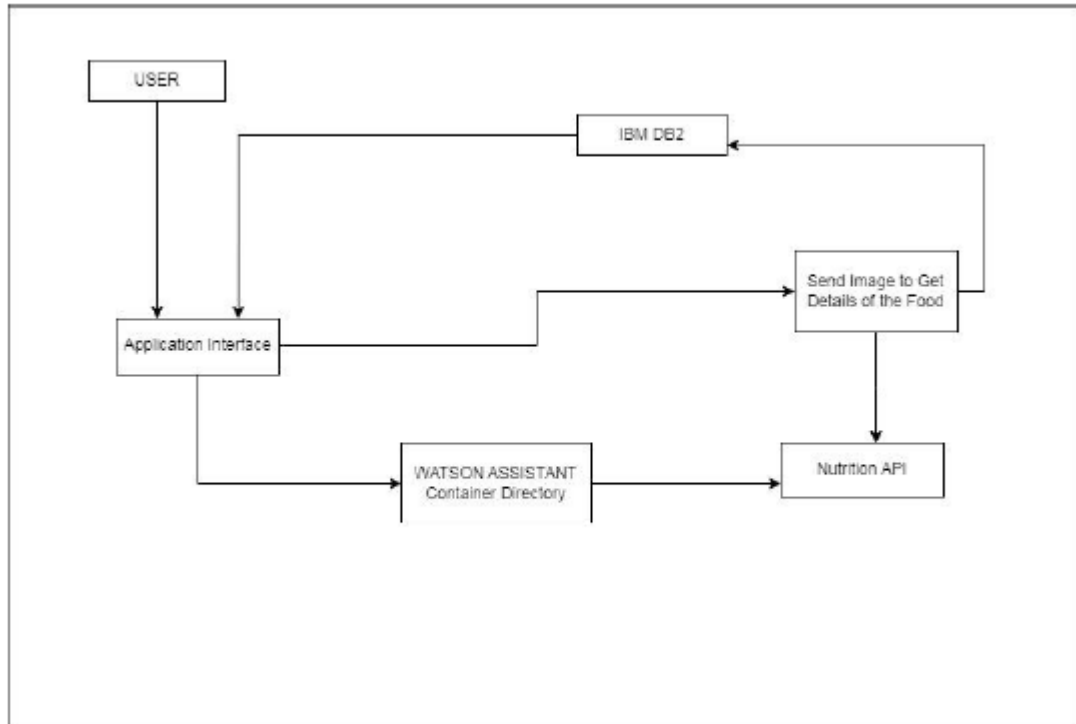 USER
IBM DB2
Send Image to Get
Details of the Food
Application Interface
WATSON ASSISTANT
Container Directory
Nutrition API